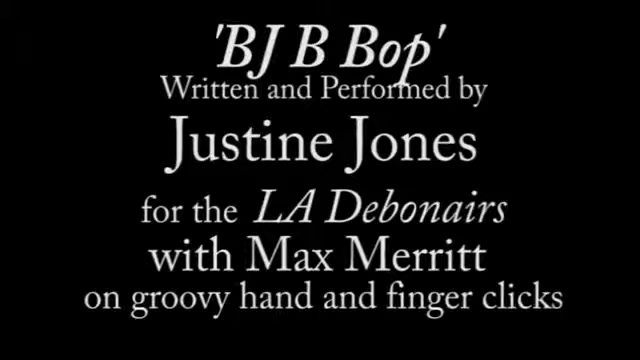 'BJ B Bop'
Written and Performed by
Justine Jones
for the LA Debonairs
with Max Merritt
on groovy hand and finger clicks